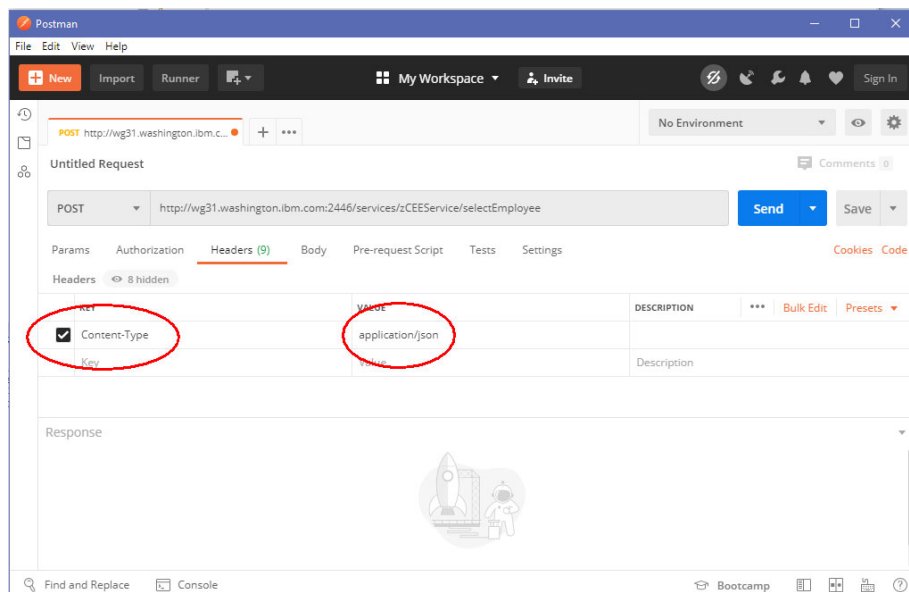 Postman
File Edit View Help
New Import Runner My Workspace Invite Sign In
POST http://wg31.washington.ibm.c... No Environment
Untitled Request Comments 0
POST http://wg31.washington.ibm.com:2446/services/zCEEService/selectEmployee Send Save
Params Authorization Headers (9) Body Pre-request Script Tests Settings Cookies Code
Headers 8 hidden
KEY VALUE DESCRIPTION Bulk Edit Presets
Content-Type application/json
Key Value Description
Response
Find and Replace Console Bootcamp